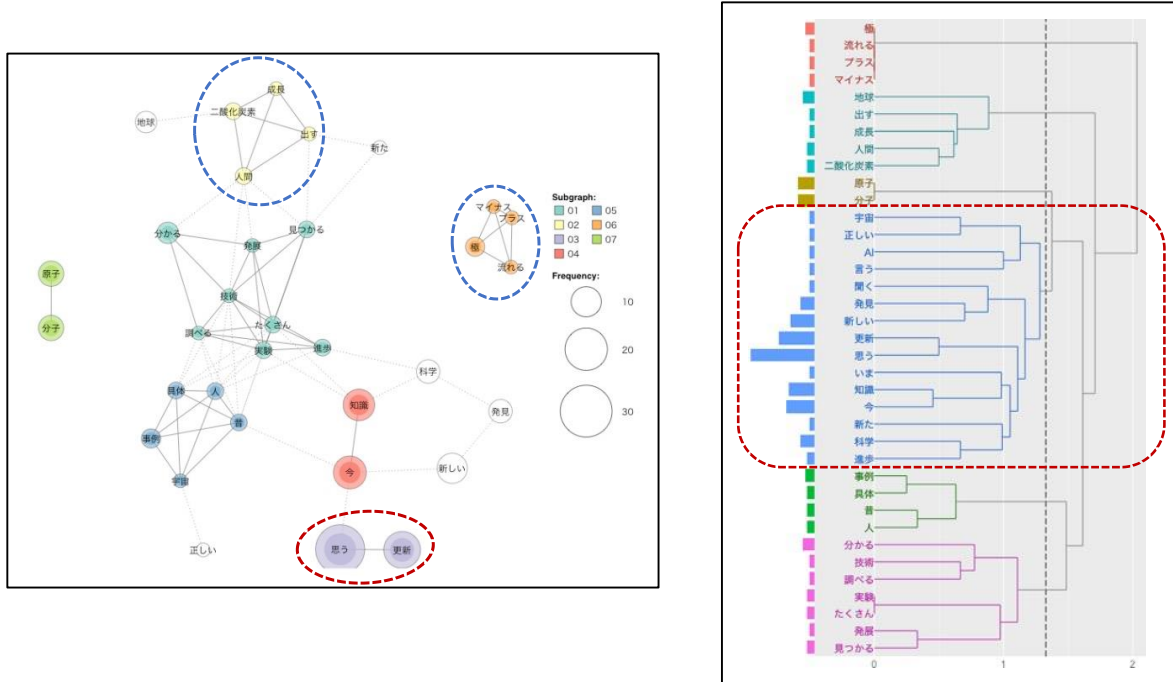 成長
二酸化炭素
地球
出す
新た
人間
分かる
見つかる
発展
マイナス
プラス
極
流れる
原子
分子
技術
たくさん
調べる
実験
進歩
具体
人
昔
事例
宇宙
正しい
科学
知識
発見
今
新しい
思う
更新
Subgraph:
01 05
02 06
03 07
04
Frequency:
10
20
30
極
流れる
プラス
マイナス
地球
出す
成長
人間
二酸化炭素
原子
分子
宇宙
正しい
AI
言う
聞く
発見
新しい
更新
思う
いま
知識
今
新た
科学
進歩
事例
具体
昔
人
分かる
技術
調べる
実験
たくさん
発展
見つかる
0 1 2